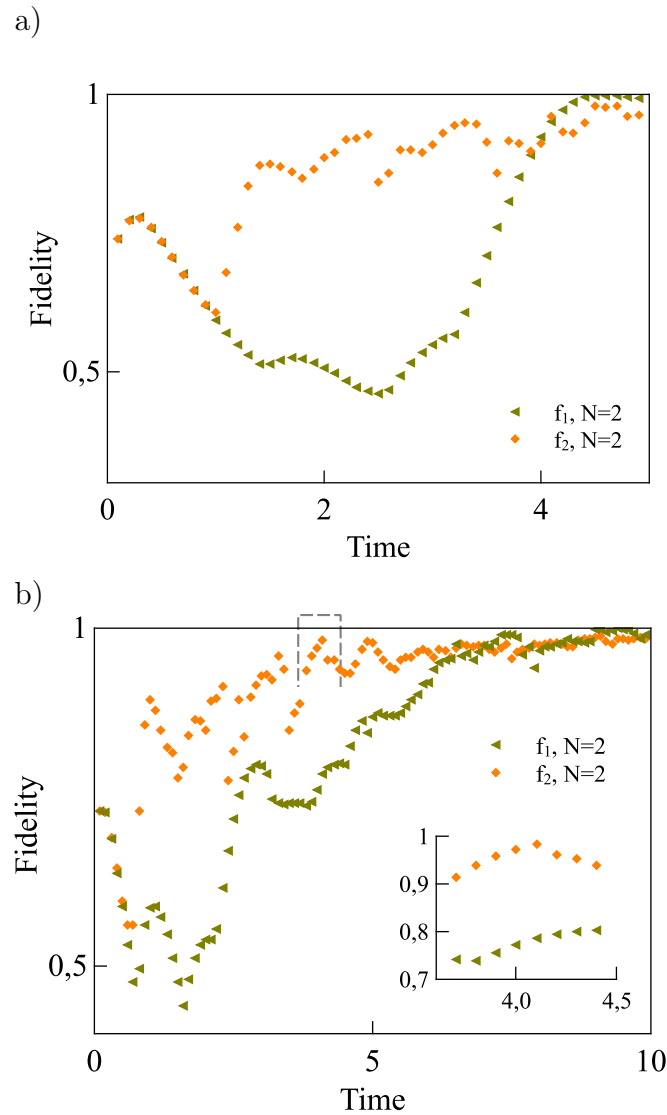 a)
1
0,5
Fidelity
f₁, N=2
f₂, N=2
0 2 4
Time
b)
1
0,5
Fidelity
f₁, N=2
f₂, N=2
1
0,9
0,8
0,7
4,0 4,5
0 5 10
Time